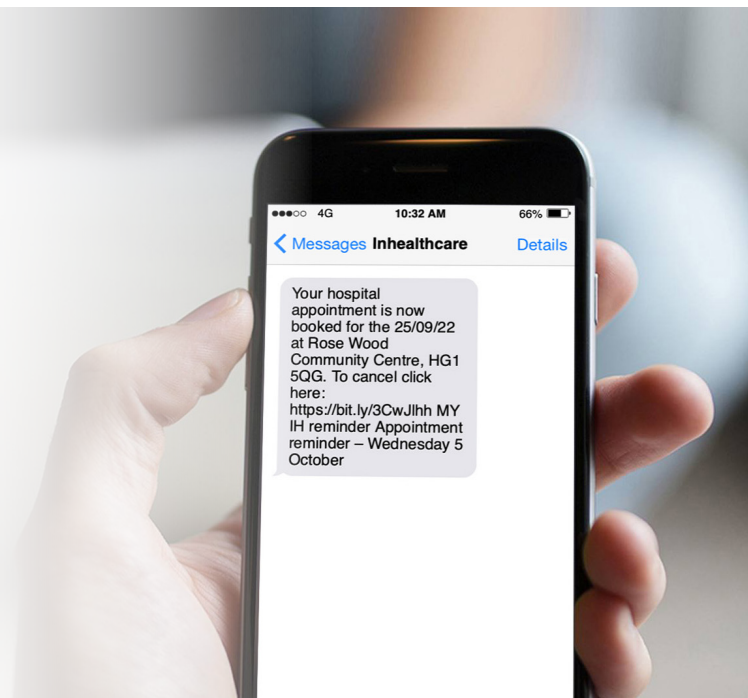 4G 10:32 AM 66%
Messages Inhealthcare Details
Your hospital
appointment is now
booked for the 25/09/22
at Rose Wood
Community Centre, HG1
5QG. To cancel click
here:
https://bit.ly/3CwJlhh MY
IH reminder Appointment
reminder – Wednesday 5
October